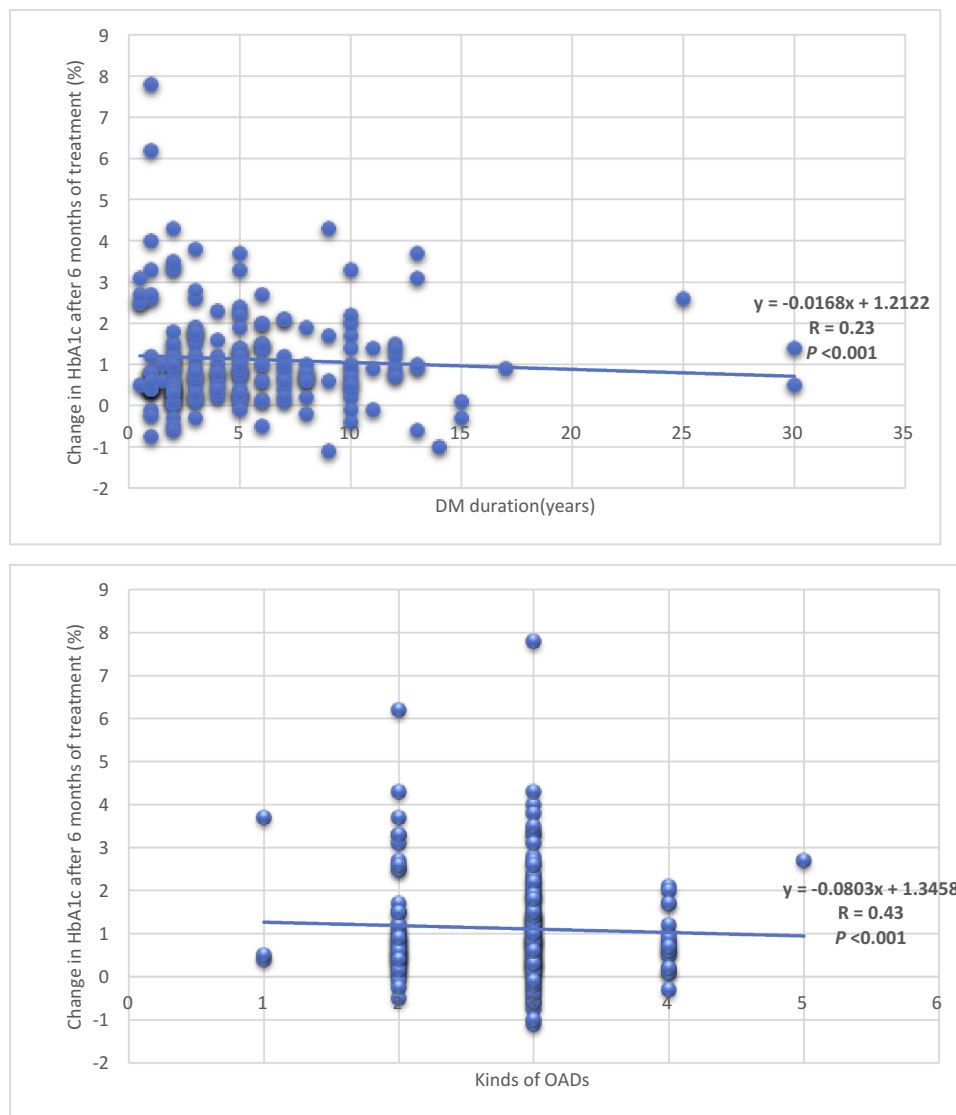 Change in HbA1c after 6 months of treatment (%)
9
8
7
6
5
4
3
2
1
0
-1
-2
0 5 10 15 20 25 30 35
DM duration(years)
y = -0.0168x + 1.2122
R = 0.23
P <0.001
Change in HbA1c after 6 months of treatment (%)
9
8
7
6
5
4
3
2
1
0
-1
-2
0 1 2 3 4 5 6
Kinds of OADs
y = -0.0803x + 1.3458
R = 0.43
P <0.001